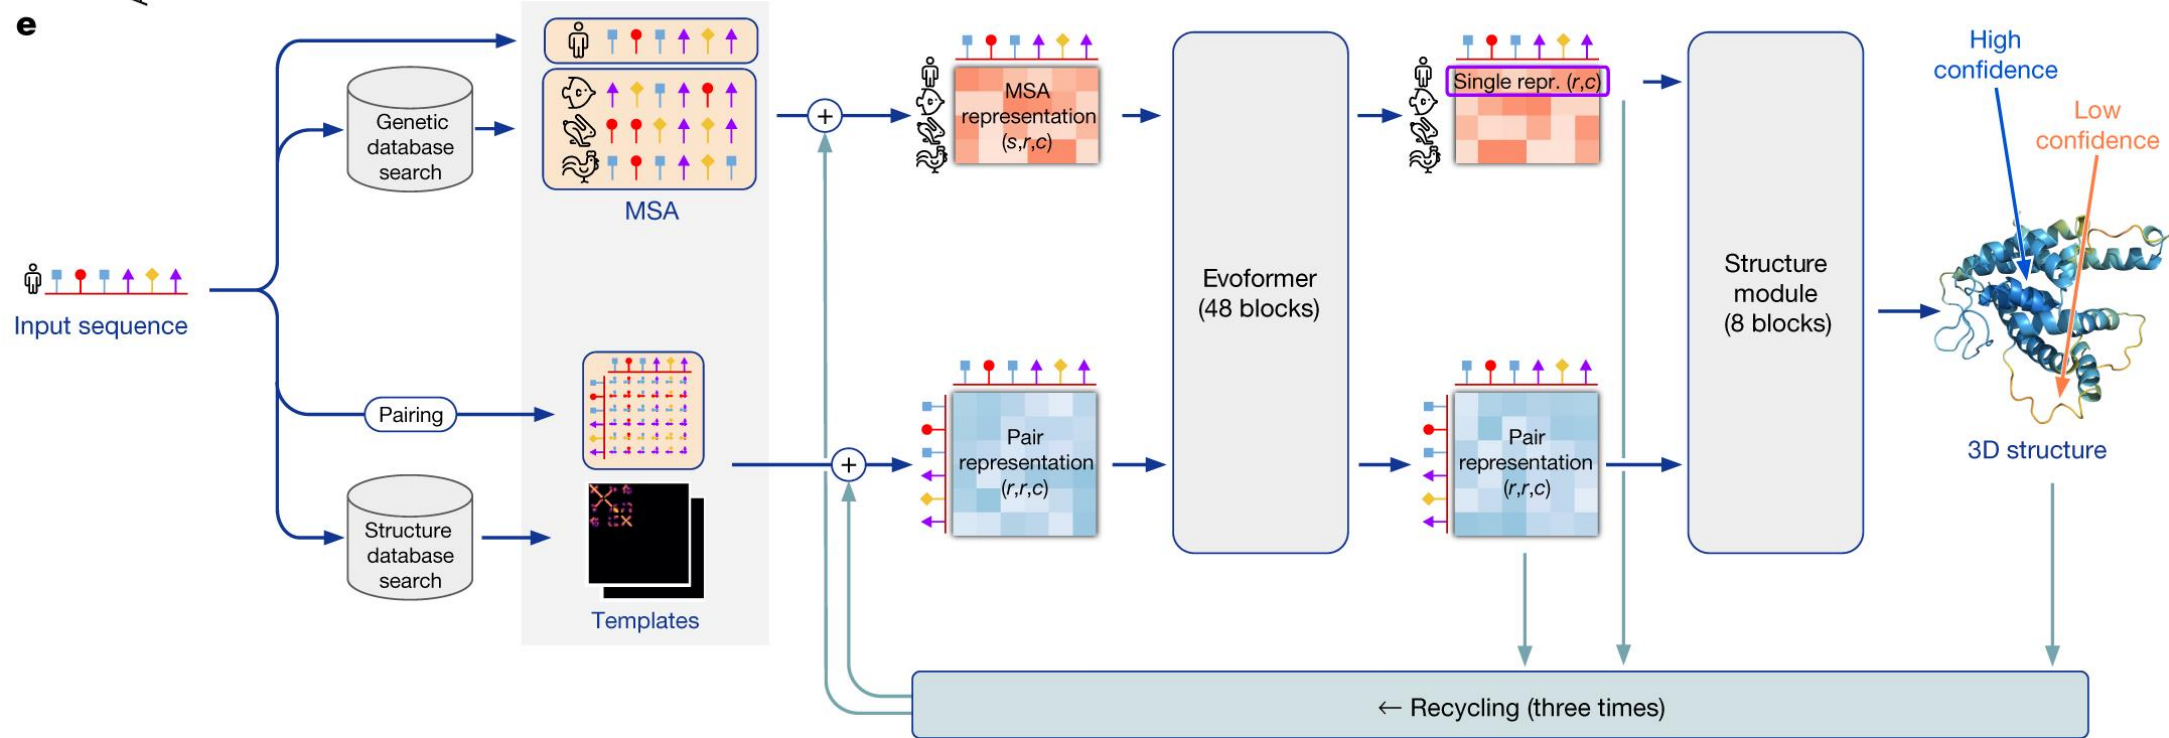 e
Input sequence
Genetic
database
search
Pairing
Structure
database
search
MSA
Templates
+
+
MSA
representation
(s,r,c)
Pair
representation
(r,r,c)
Evoformer
(48 blocks)
Single repr. (r,c)
Pair
representation
(r,r,c)
Structure
module
(8 blocks)
High
confidence
Low
confidence
3D structure
← Recycling (three times)